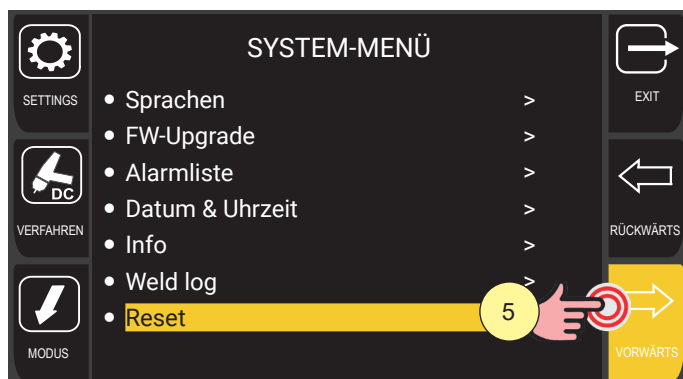 SYSTEM-MENÜ
SETTINGS
DC
VERFAHREN
MODUS
• Sprachen >
• FW-Upgrade >
• Alarmliste >
• Datum & Uhrzeit >
• Info >
• Weld log >
• Reset
5
EXIT
RÜCKWÄRTS
VORWÄRTS